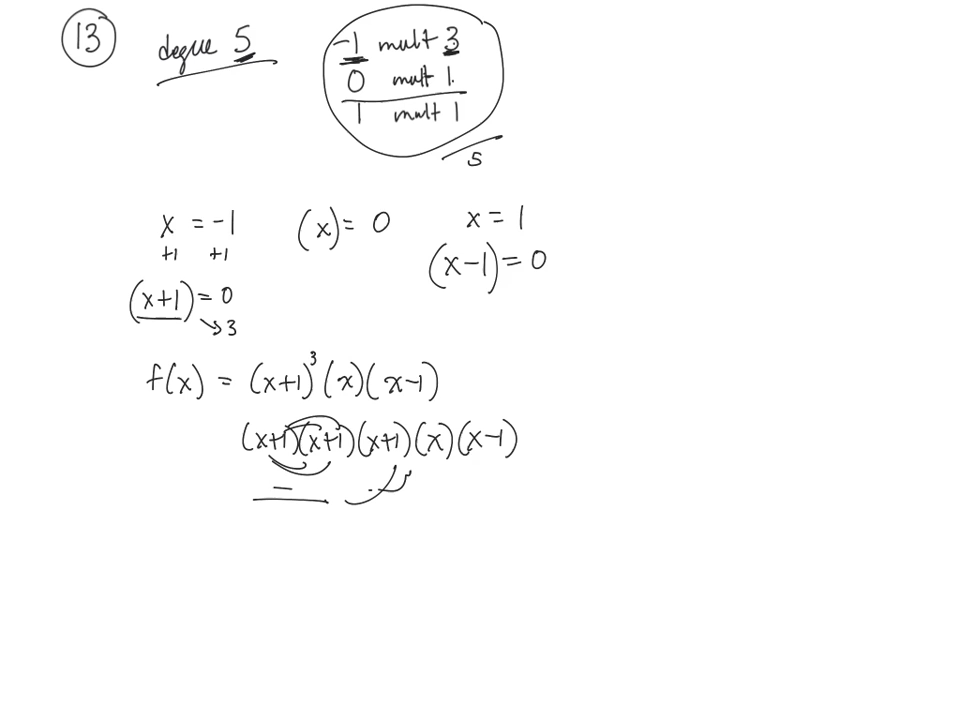 13 degree 5
-1 mult 3
0 mult 1
1 mult 1
5
x = -1 (x) = 0 x = 1
+1 +1 (x-1) = 0
(x+1) = 0
↘3
f(x) = (x+1)³(x)(x-1)
(x+1)(x+1)(x+1)(x)(x-1)